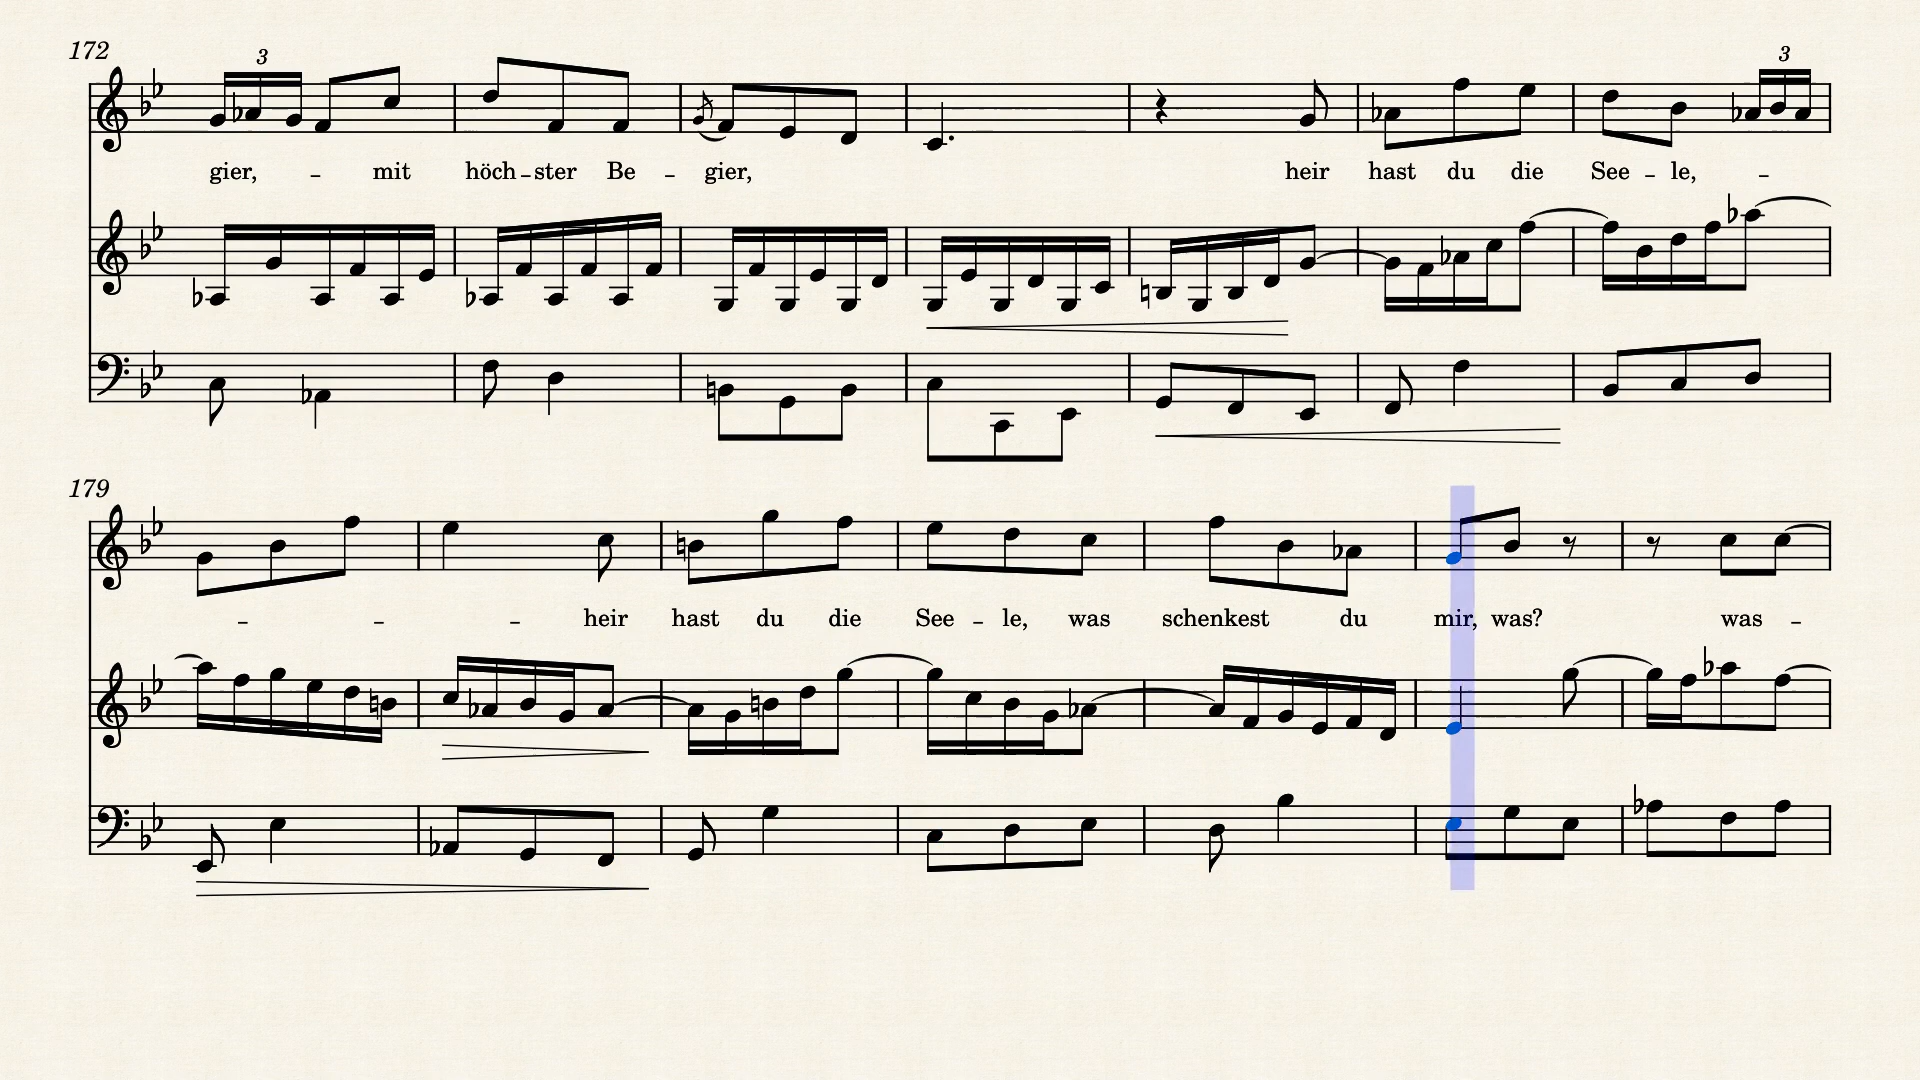 172
3
3
gier, - mit höch-ster Be - gier, heir hast du die See - le, -
179
- - - heir hast du die See - le, was schenkest du mir, was? was -